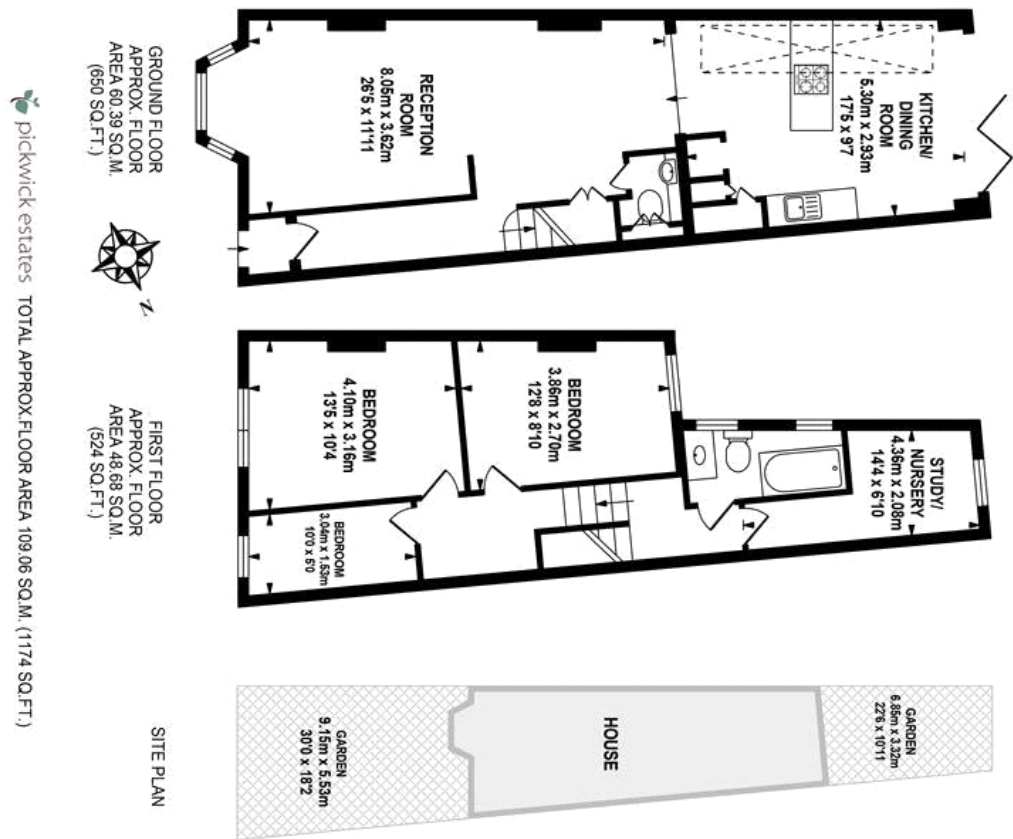 KITCHEN/
DINING
ROOM
5.30m x 2.93m
17'5 x 9'7
RECEPTION
ROOM
8.05m x 3.62m
26'5 x 11'11
GROUND FLOOR
APPROX. FLOOR
AREA 60.39 SQ.M.
(650 SQ.FT.)
N
STUDY/
NURSERY
4.36m x 2.08m
14'4 x 6'10
BEDROOM
3.86m x 2.70m
12'8 x 8'10
BEDROOM
4.10m x 3.16m
13'5 x 10'4
BEDROOM
3.04m x 1.53m
10'0 x 5'0
FIRST FLOOR
APPROX. FLOOR
AREA 48.68 SQ.M.
(524 SQ.FT.)
GARDEN
6.85m x 3.32m
22'6 x 10'11
HOUSE
GARDEN
9.15m x 5.53m
30'0 x 18'2
SITE PLAN
pickwick estates TOTAL APPROX.FLOOR AREA 109.06 SQ.M. (1174 SQ.FT.)